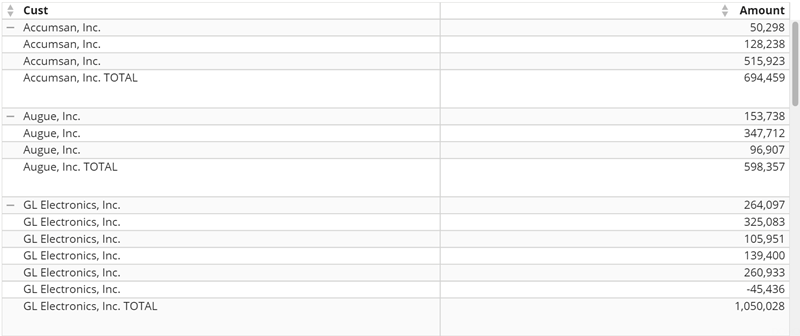 Cust Amount
Accumsan, Inc. 50,298
Accumsan, Inc. 128,238
Accumsan, Inc. 515,923
Accumsan, Inc. TOTAL 694,459
Augue, Inc. 153,738
Augue, Inc. 347,712
Augue, Inc. 96,907
Augue, Inc. TOTAL 598,357
GL Electronics, Inc. 264,097
GL Electronics, Inc. 325,083
GL Electronics, Inc. 105,951
GL Electronics, Inc. 139,400
GL Electronics, Inc. 260,933
GL Electronics, Inc. -45,436
GL Electronics, Inc. TOTAL 1,050,028